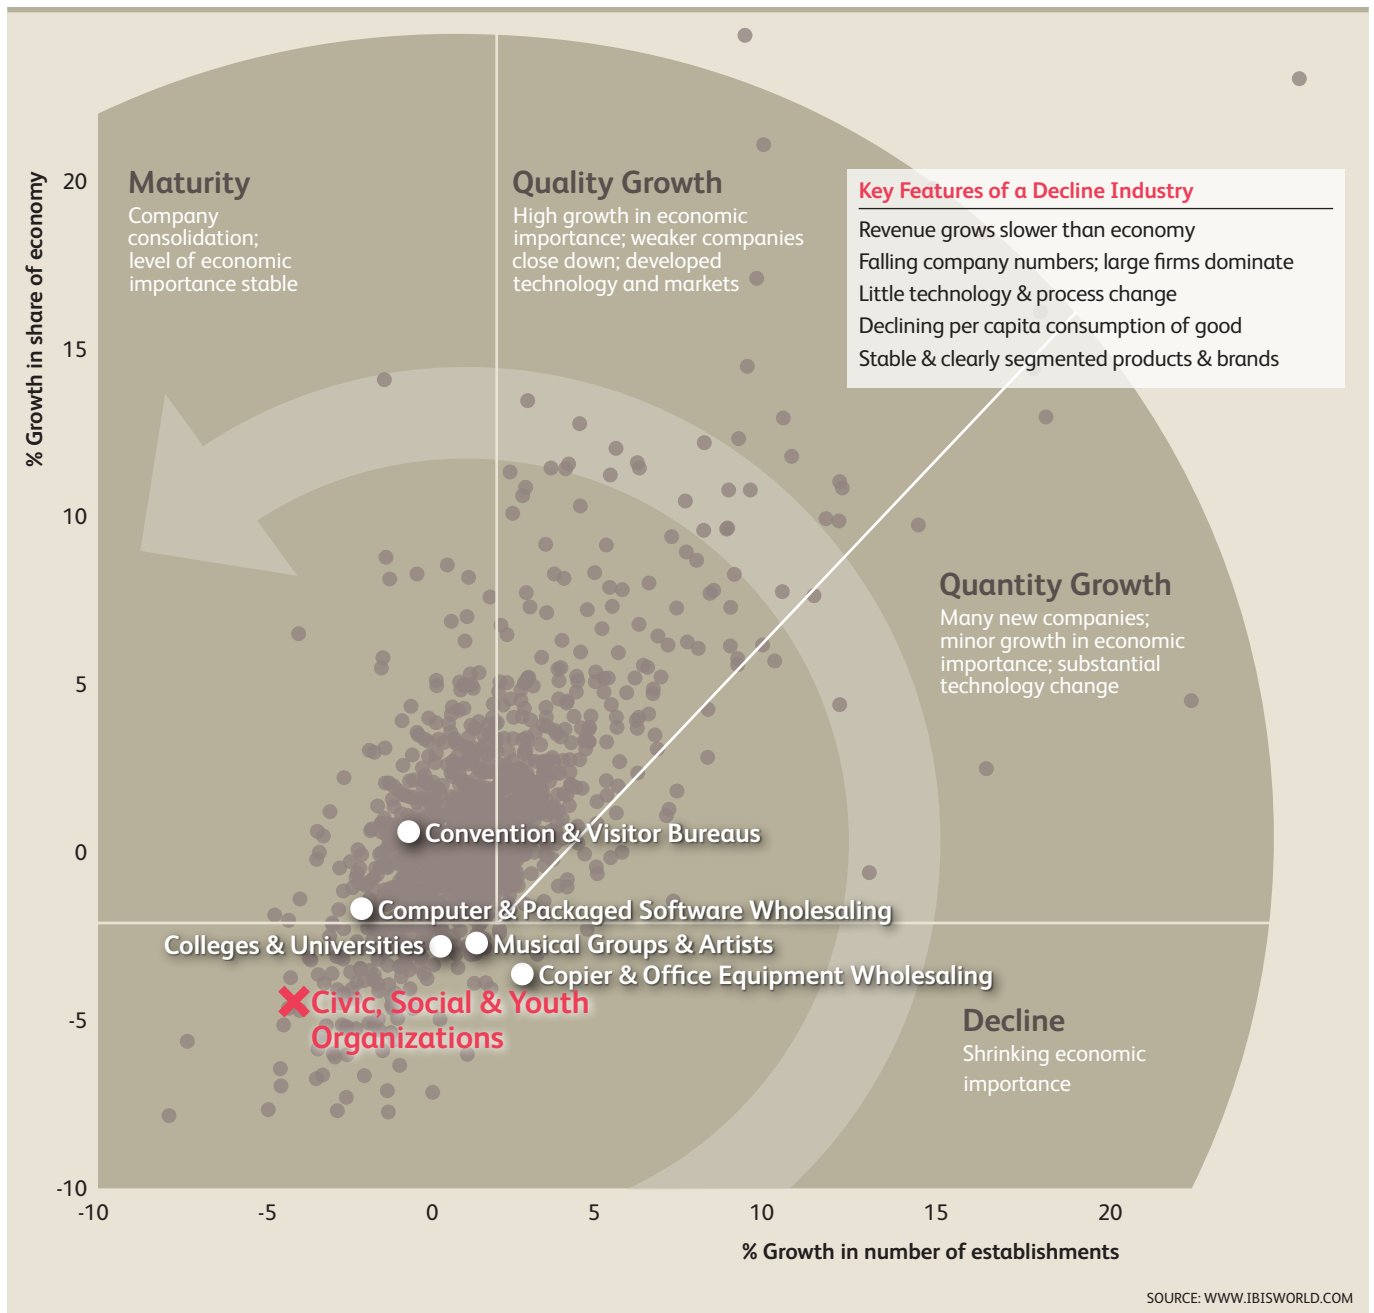 % Growth in share of economy
20
15
10
5
0
-5
-10
Maturity
Company
consolidation;
level of economic
importance stable
Quality Growth
High growth in economic
importance; weaker companies
close down; developed
technology and markets
Key Features of a Decline Industry
Revenue grows slower than economy
Falling company numbers; large firms dominate
Little technology & process change
Declining per capita consumption of good
Stable & clearly segmented products & brands
Quantity Growth
Many new companies;
minor growth in economic
importance; substantial
technology change
Convention & Visitor Bureaus
Computer & Packaged Software Wholesaling
Colleges & Universities
Musical Groups & Artists
Copier & Office Equipment Wholesaling
Civic, Social & Youth
Organizations
Decline
Shrinking economic
importance
-10
-5
0
5
10
15
20
% Growth in number of establishments
SOURCE: WWW.IBISWORLD.COM